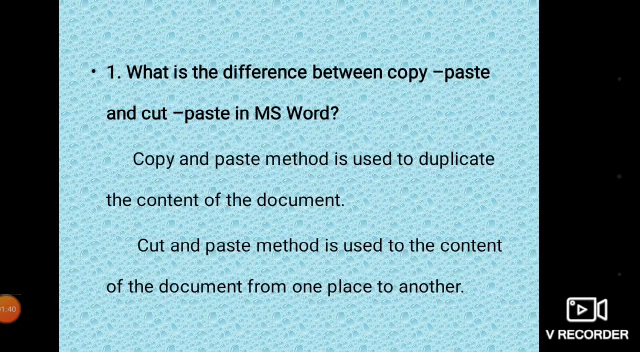 • 1. What is the difference between copy –paste
and cut –paste in MS Word?
Copy and paste method is used to duplicate
the content of the document.
Cut and paste method is used to the content
of the document from one place to another.
1:40
V RECORDER